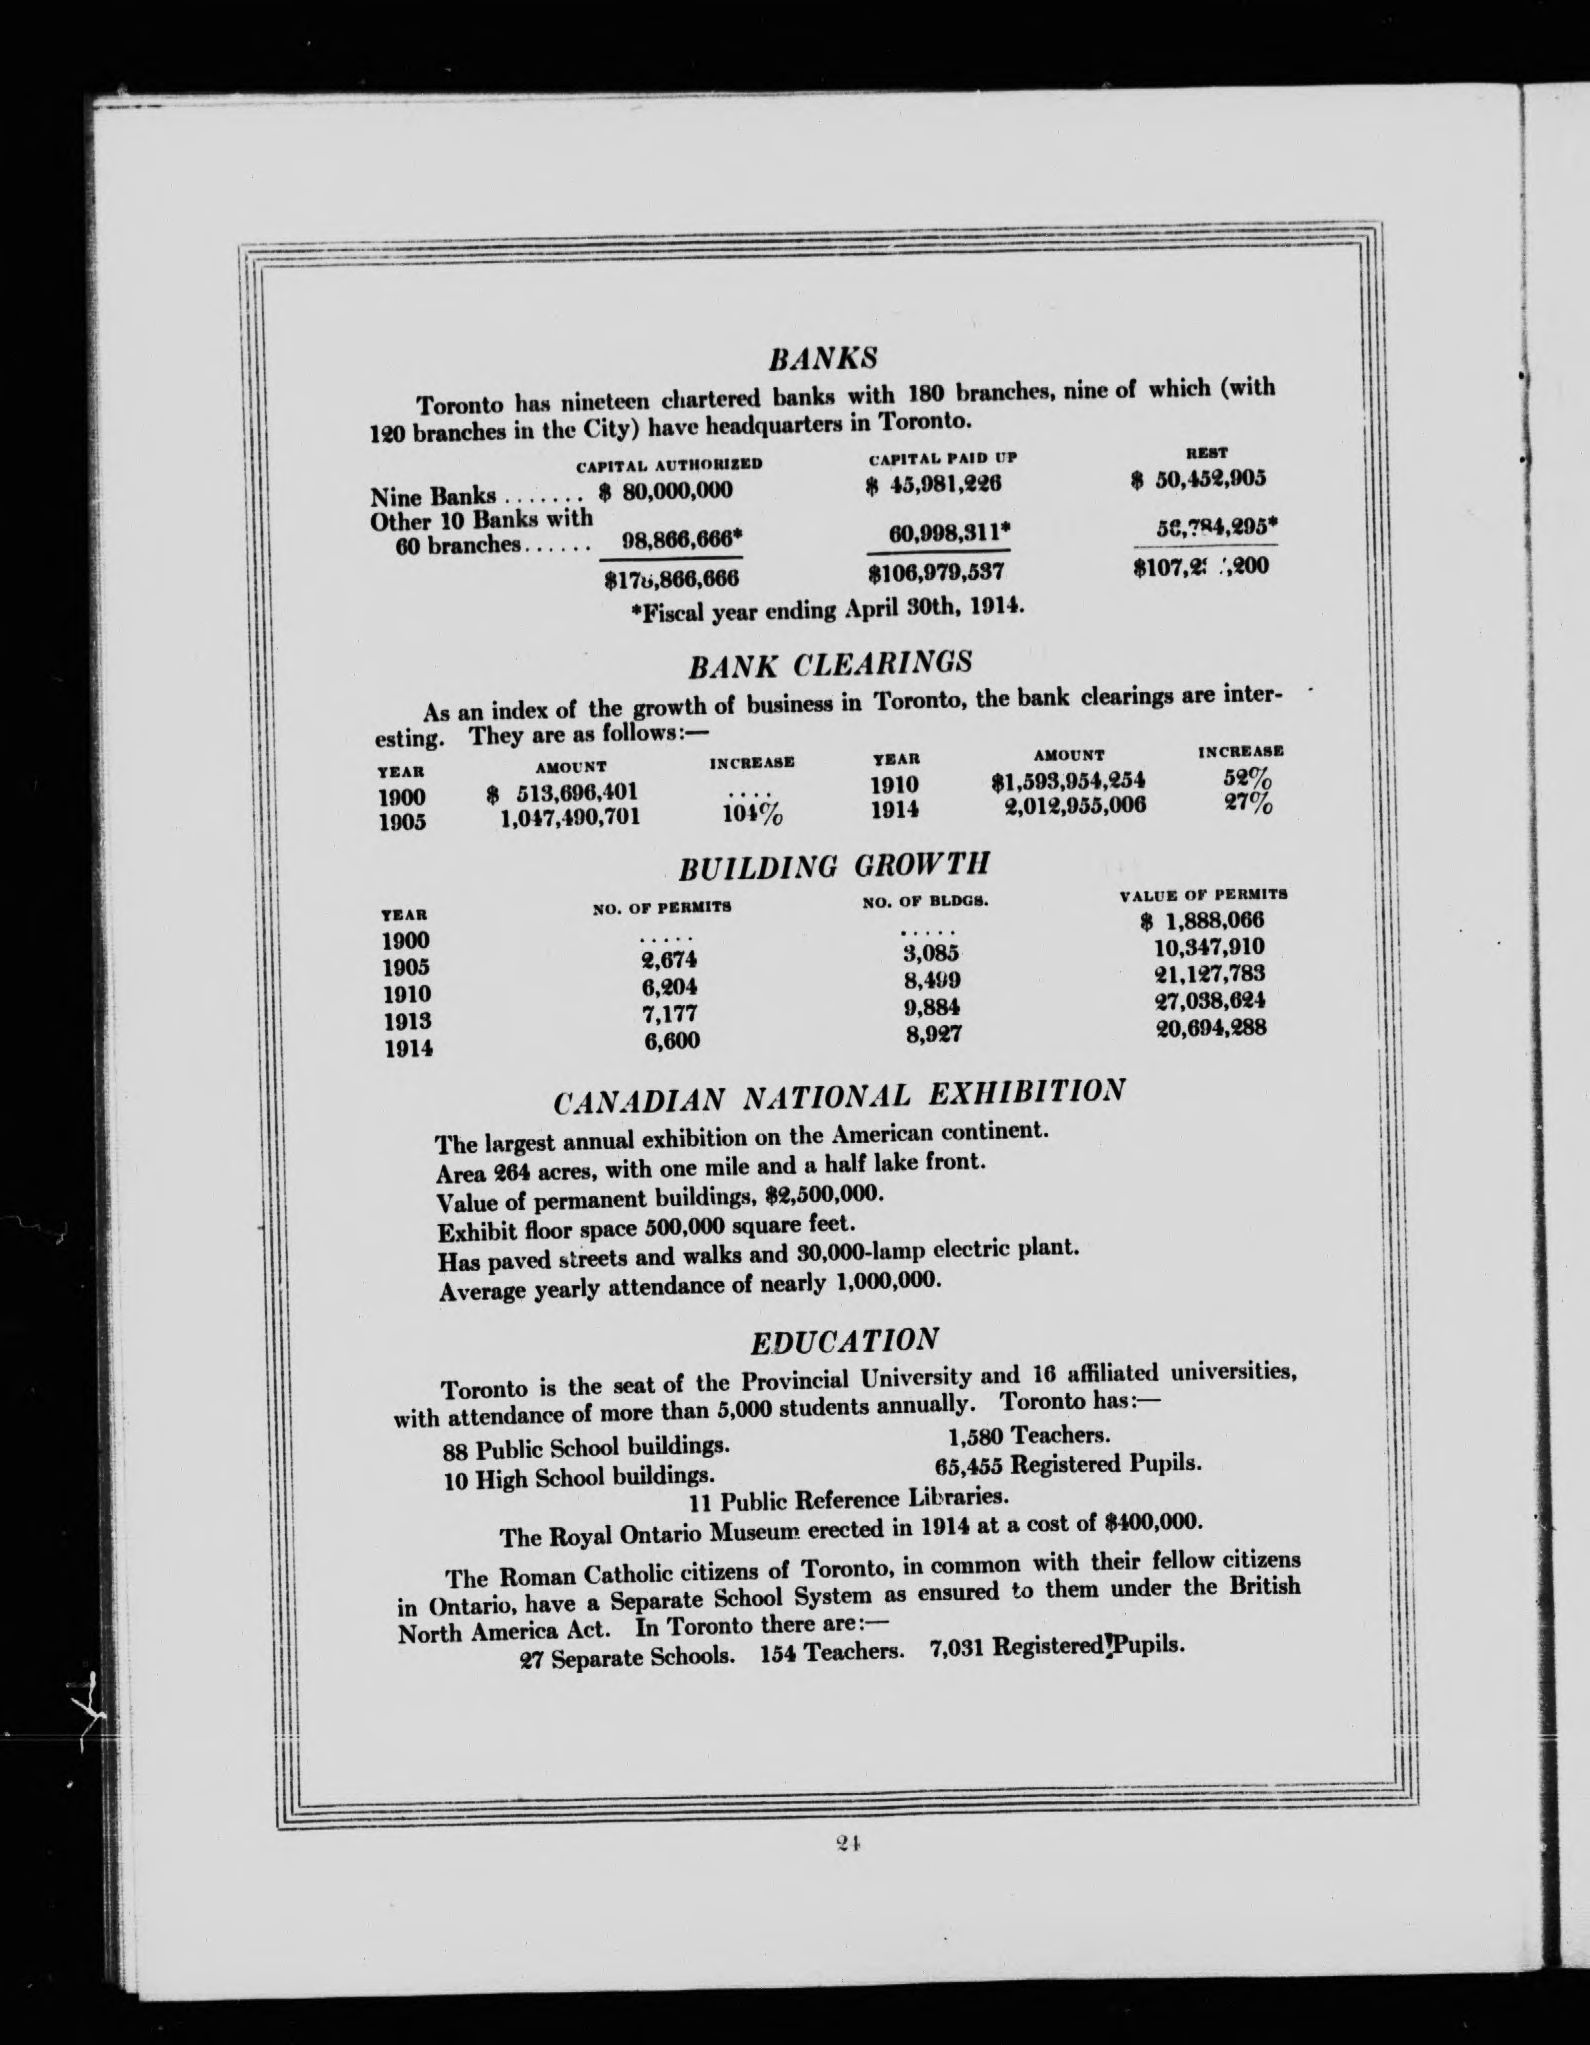 BANKS
Toronto has nineteen chartered banks with 180 branches, nine of which (with
120 branches in the City) have headquarters in Toronto.
CAPITAL AUTHORIZED CAPITAL PAID UP REST
Nine Banks ....... $ 80,000,000 $ 45,981,226 $ 50,452,905
Other 10 Banks with
60 branches...... 98,866,666* 60,998,311*
$106,979,537
*Fiscal year ending April 30th, 1914.
BANK CLEARINGS
As an index of the growth of business in Toronto, the bank clearings are inter-
esting. They are as follows:—
YEAR AMOUNT INCREASE YEAR AMOUNT INCREASE
1900 $ 513,696,401 .... 1910 $1,593,954,254 52%
1905 1,047,490,701 104% 1914 2,012,955,006 27%
BUILDING GROWTH
YEAR NO. OF PERMITS NO. OF BLDGS. VALUE OF PERMITS
1900 ..... ..... $ 1,888,066
1905 2,674 3,085 10,347,910
1910 6,204 8,499 21,127,783
1913 7,177 9,884 27,038,624
1914 6,600 8,927 20,694,288
CANADIAN NATIONAL EXHIBITION
The largest annual exhibition on the American continent.
Area 264 acres, with one mile and a half lake front.
Value of permanent buildings, $2,500,000.
Exhibit floor space 500,000 square feet.
Has paved streets and walks and 30,000-lamp electric plant.
Average yearly attendance of nearly 1,000,000.
EDUCATION
Toronto is the seat of the Provincial University and 16 affiliated universities,
with attendance of more than 5,000 students annually. Toronto has:—
88 Public School buildings. 1,580 Teachers.
10 High School buildings. 65,455 Registered Pupils.
11 Public Reference Libraries.
The Royal Ontario Museum erected in 1914 at a cost of $400,000.
The Roman Catholic citizens of Toronto, in common with their fellow citizens
in Ontario, have a Separate School System as ensured to them under the British
North America Act. In Toronto there are:—
27 Separate Schools. 154 Teachers. 7,031 Registered Pupils.
24